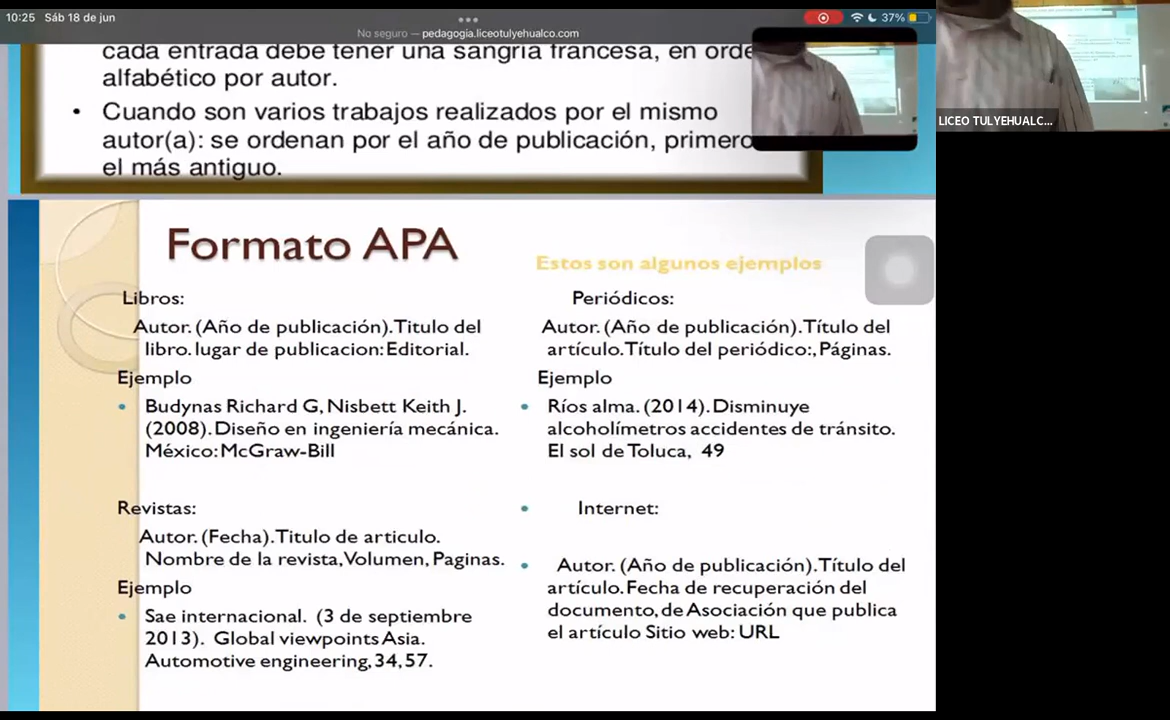 10:25 Sáb 18 de jun
37%
No seguro — pedagogia.liceotulyehualco.com
LICEO TULYEHUALC...
cada entrada debe tener una sangría francesa, en orde
alfabético por autor.
• Cuando son varios trabajos realizados por el mismo
autor(a): se ordenan por el año de publicación, primero
el más antiguo.
Formato APA
Estos son algunos ejemplos
Libros:
Autor. (Año de publicación). Titulo del
libro. lugar de publicacion: Editorial.
Ejemplo
• Budynas Richard G, Nisbett Keith J.
(2008). Diseño en ingeniería mecánica.
México: McGraw-Bill
Revistas:
Autor. (Fecha). Titulo de articulo.
Nombre de la revista, Volumen, Paginas.
Ejemplo
• Sae internacional. (3 de septiembre
2013). Global viewpoints Asia.
Automotive engineering, 34, 57.
Periódicos:
Autor. (Año de publicación). Título del
artículo. Título del periódico:, Páginas.
Ejemplo
• Ríos alma. (2014). Disminuye
alcoholímetros accidentes de tránsito.
El sol de Toluca, 49
• Internet:
• Autor. (Año de publicación). Título del
artículo. Fecha de recuperación del
documento, de Asociación que publica
el artículo Sitio web: URL